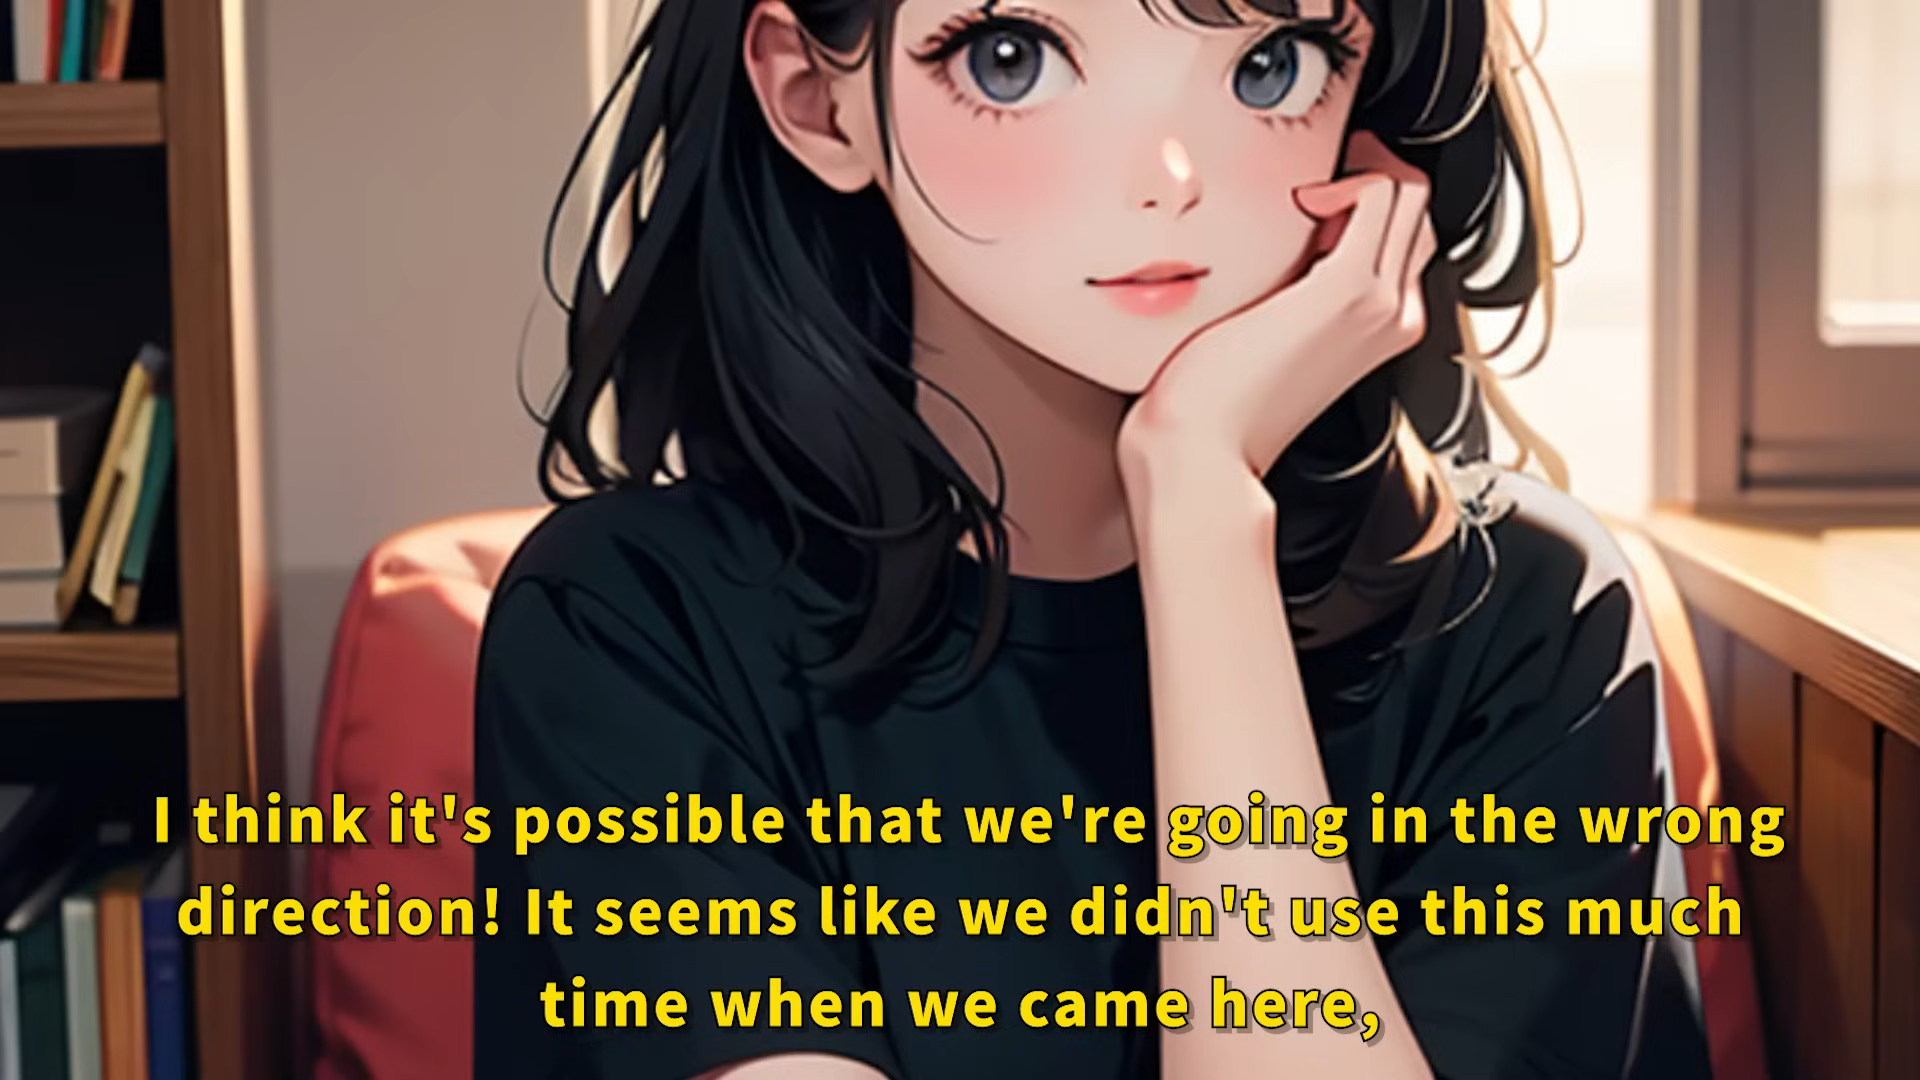 I think it's possible that we're going in the wrong
direction! It seems like we didn't use this much
time when we came here,